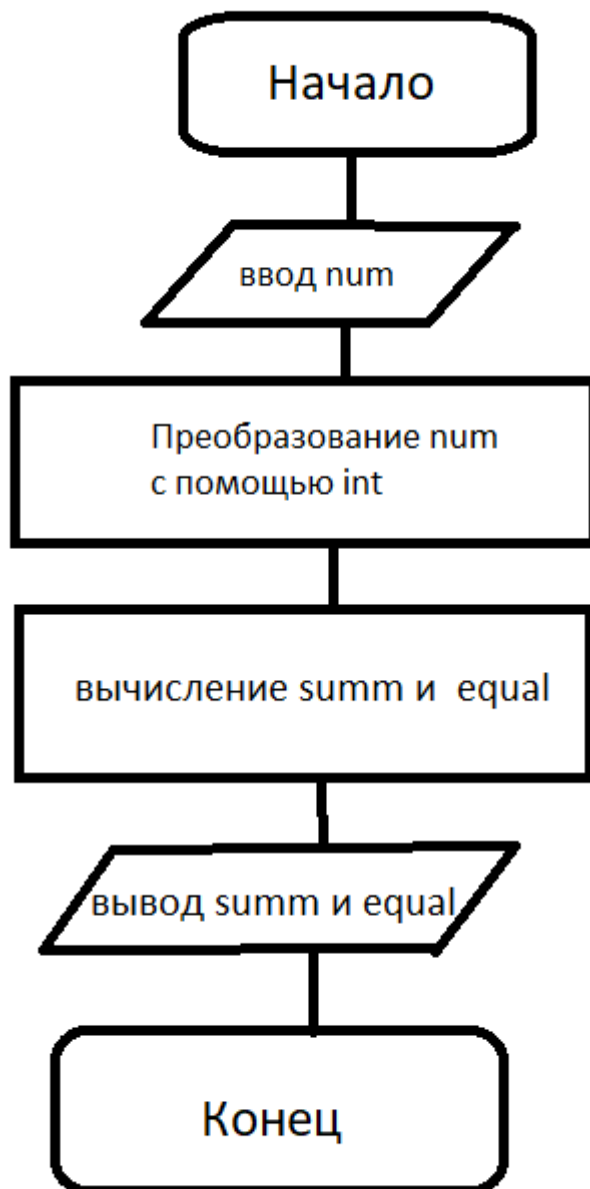 Начало
ввод num
Преобразование num
с помощью int
вычисление summ и equal
вывод summ и equal
Конец